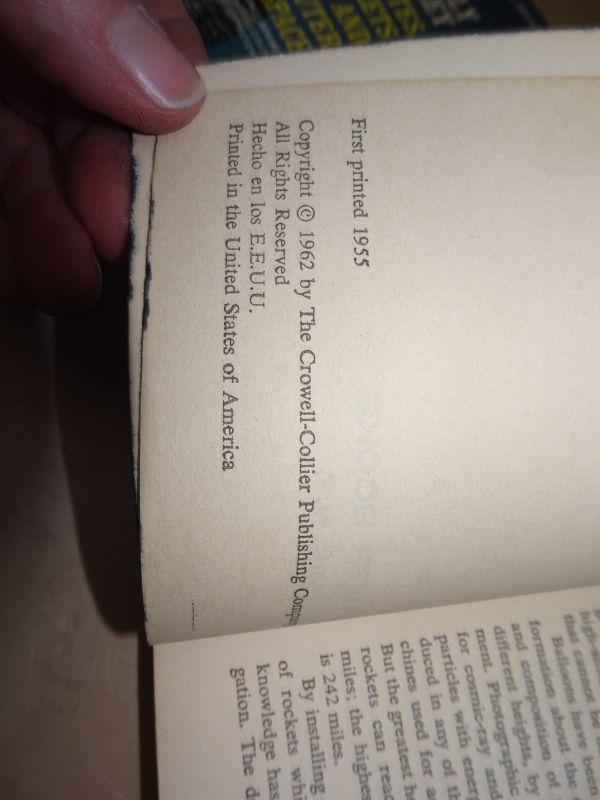 First printed 1955
Copyright © 1962 by The Crowell-Collier Publishing
All Rights Reserved
Hecho en los E.E.U.U.
Printed in the United States of America
that cannot be
Balloons have been
formation about the
and composition of
different heights, by
ment. Photographic
for cosmic-ray and
particles with
duced in any of
chines used for
But the greatest
rockets can
miles; the highes
is 242 miles.
By installing
of rockets
knowledge has
gation. The
AND
SPACE